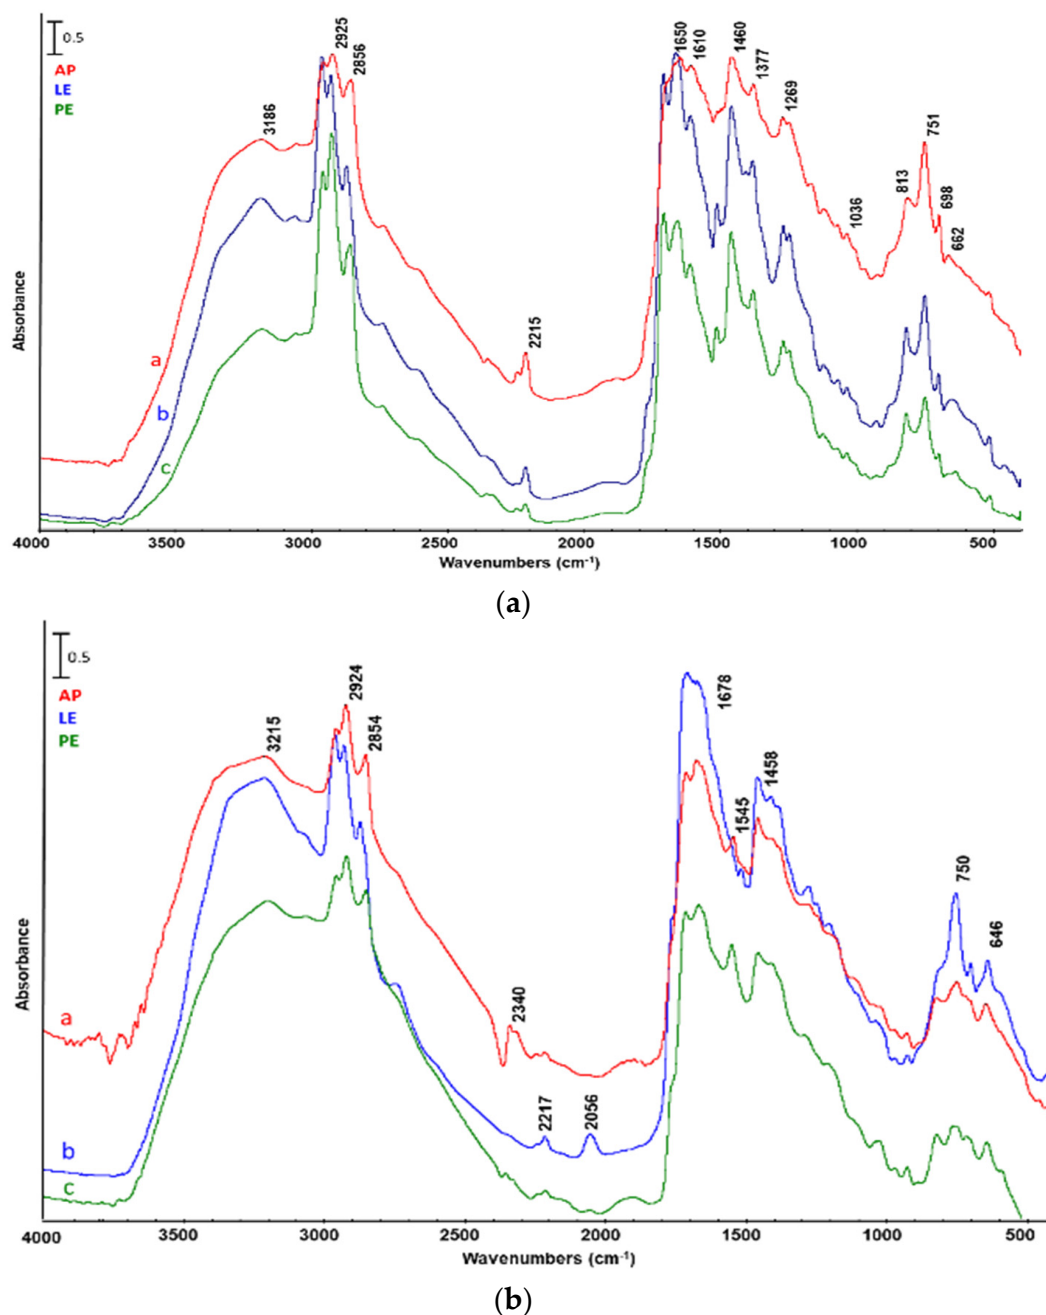 0.5
AP
LE
PE
3186
2925
2856
2215
1650
1610
1460
1377
1269
1036
813
751
698
662
a
b
c
Absorbance
4000 3500 3000 2500 2000 1500 1000 500
Wavenumbers (cm⁻¹)
(a)
0.5
AP
LE
PE
3215
2924
2854
2340
2217
2056
1678
1545
1458
750
646
a
b
c
Absorbance
4000 3500 3000 2500 2000 1500 1000 500
Wavenumbers (cm⁻¹)
(b)